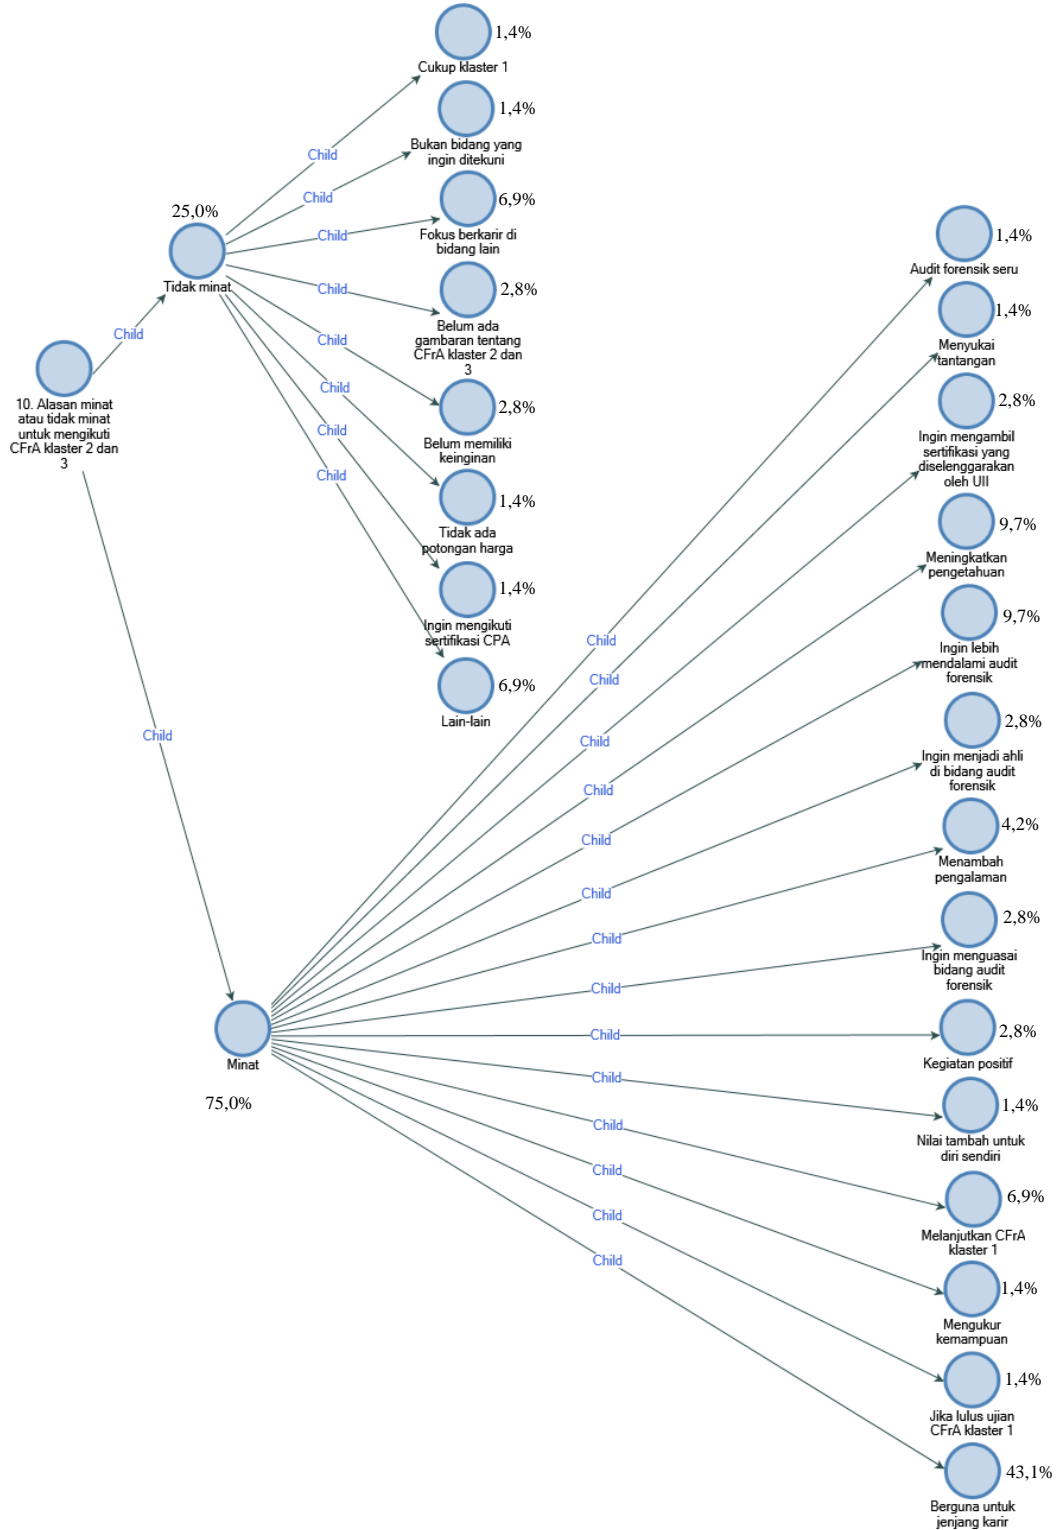 10. Alasan minat
atau tidak minat
untuk mengikuti
CFrA klaster 2 dan
3
Child
Child
25,0%
Tidak minat
Child
Child
Child
Child
Child
Child
Child
Child
1,4%
Cukup klaster 1
1,4%
Bukan bidang yang
ingin ditekuni
6,9%
Fokus berkarir di
bidang lain
2,8%
Belum ada
gambaran tentang
CFrA klaster 2 dan
3
2,8%
Belum memiliki
keinginan
1,4%
Tidak ada
potongan harga
1,4%
Ingin mengikuti
sertifikasi CPA
6,9%
Lain-lain
Minat
75,0%
Child
Child
Child
Child
Child
Child
Child
Child
Child
Child
Child
Child
Child
Child
1,4%
Audit forensik seru
1,4%
Menyukai
tantangan
2,8%
Ingin mengambil
sertifikasi yang
diselenggarakan
oleh UII
9,7%
Meningkatkan
pengetahuan
9,7%
Ingin lebih
mendalami audit
forensik
2,8%
Ingin menjadi ahli
di bidang audit
forensik
4,2%
Menambah
pengalaman
2,8%
Ingin menguasai
bidang audit
forensik
2,8%
Kegiatan positif
1,4%
Nilai tambah untuk
diri sendiri
6,9%
Melanjutkan CFrA
klaster 1
1,4%
Mengukur
kemampuan
1,4%
Jika lulus ujian
CFrA klaster 1
43,1%
Berguna untuk
jenjang karir